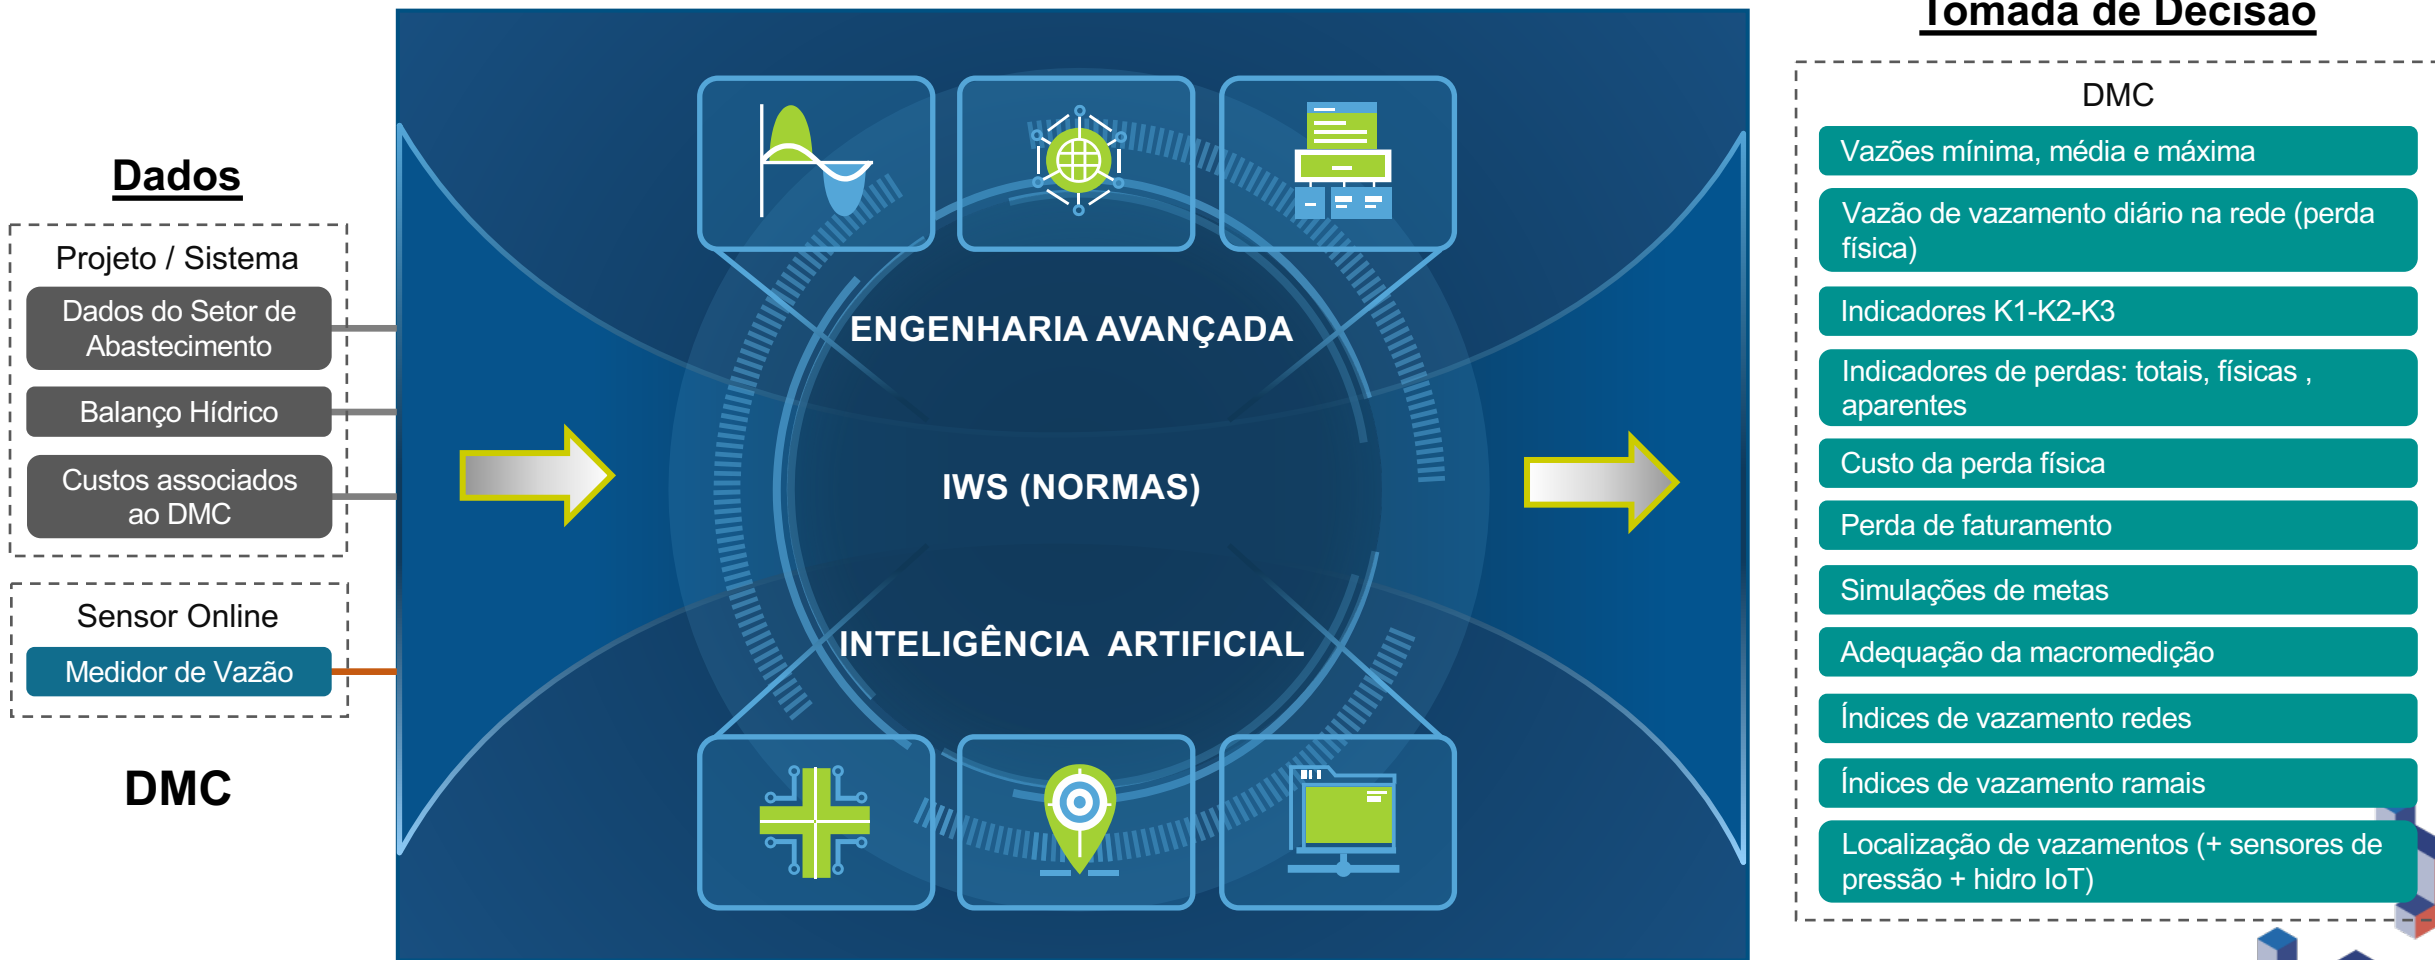 Dados
Projeto / Sistema
Dados do Setor de
Abastecimento
Balanço Hídrico
Custos associados
ao DMC
Sensor Online
Medidor de Vazão
DMC
ENGENHARIA AVANÇADA
IWS (NORMAS)
INTELIGÊNCIA ARTIFICIAL
Tomada de Decisão
DMC
Vazões mínima, média e máxima
Vazão de vazamento diário na rede (perda
física)
Indicadores K1-K2-K3
Indicadores de perdas: totais, físicas ,
aparentes
Custo da perda física
Perda de faturamento
Simulações de metas
Adequação da macromedição
Índices de vazamento redes
Índices de vazamento ramais
Localização de vazamentos (+ sensores de
pressão + hidro IoT)